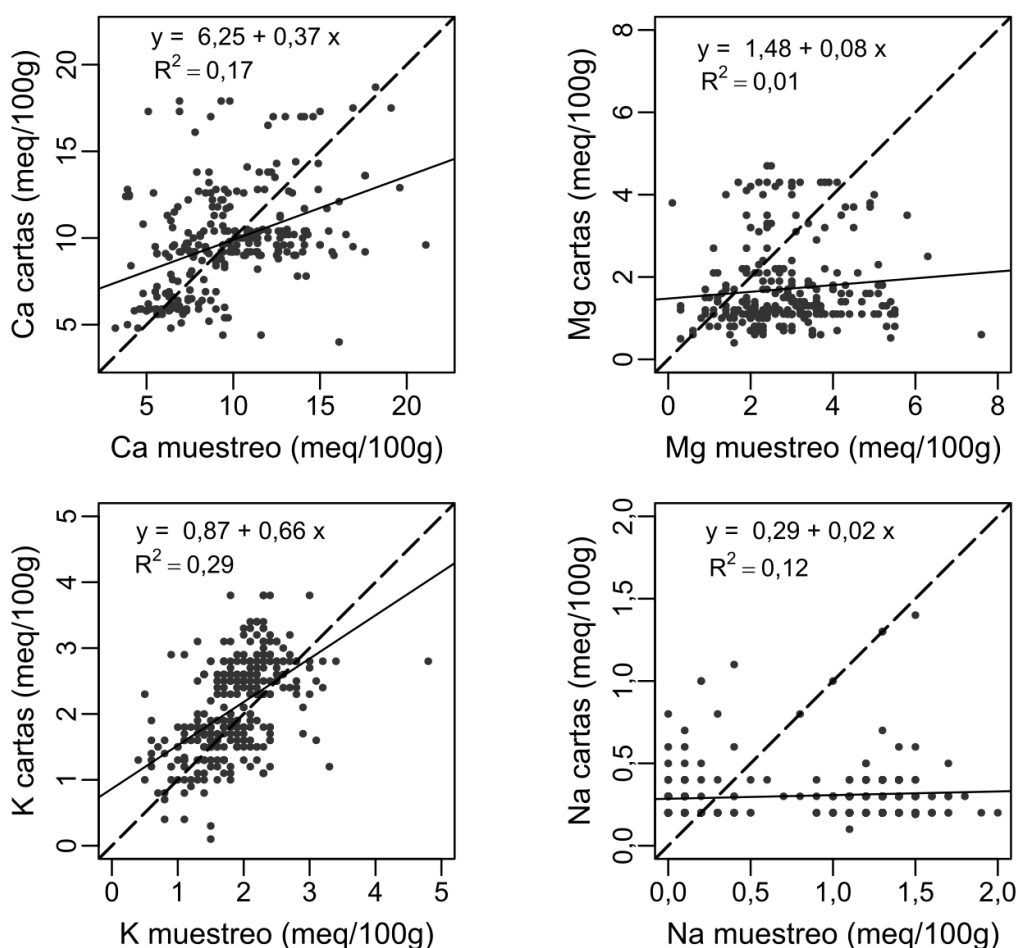 y = 6,25 + 0,37 x
R² = 0,17
20
15
10
5
Ca cartas (meq/100g)
5 10 15 20
Ca muestreo (meq/100g)
y = 1,48 + 0,08 x
R² = 0,01
8
6
4
2
0
Mg cartas (meq/100g)
0 2 4 6 8
Mg muestreo (meq/100g)
y = 0,87 + 0,66 x
R² = 0,29
5
4
3
2
1
0
K cartas (meq/100g)
0 1 2 3 4 5
K muestreo (meq/100g)
y = 0,29 + 0,02 x
R² = 0,12
2,0
1,5
1,0
0,5
0,0
Na cartas (meq/100g)
0,0 0,5 1,0 1,5 2,0
Na muestreo (meq/100g)